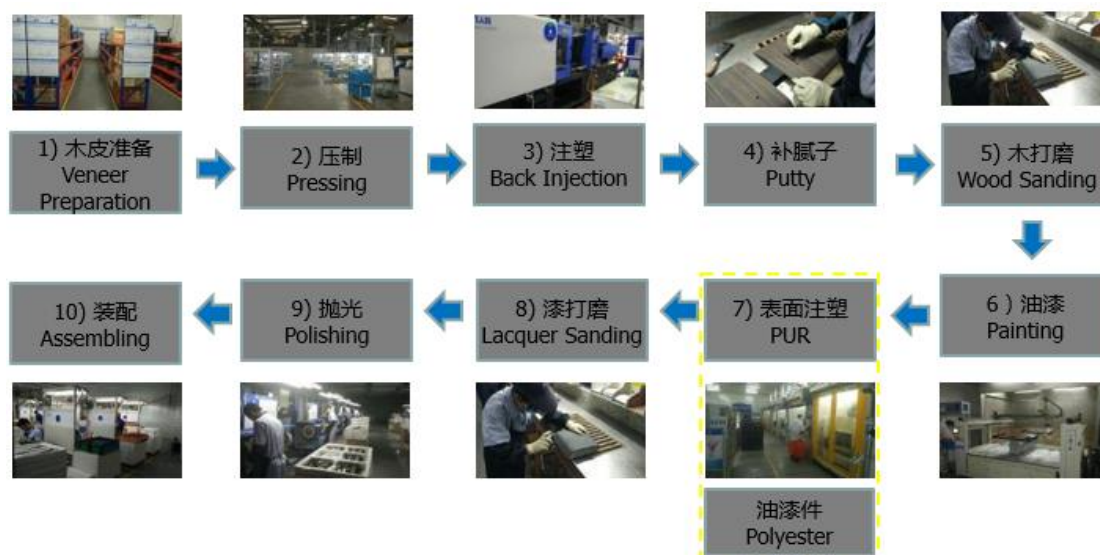 1) 木皮准备
Veneer
Preparation
2) 压制
Pressing
3) 注塑
Back Injection
4) 补腻子
Putty
5) 木打磨
Wood Sanding
6) 油漆
Painting
7) 表面注塑
PUR
8) 漆打磨
Lacquer Sanding
9) 抛光
Polishing
10) 装配
Assembling
油漆件
Polyester